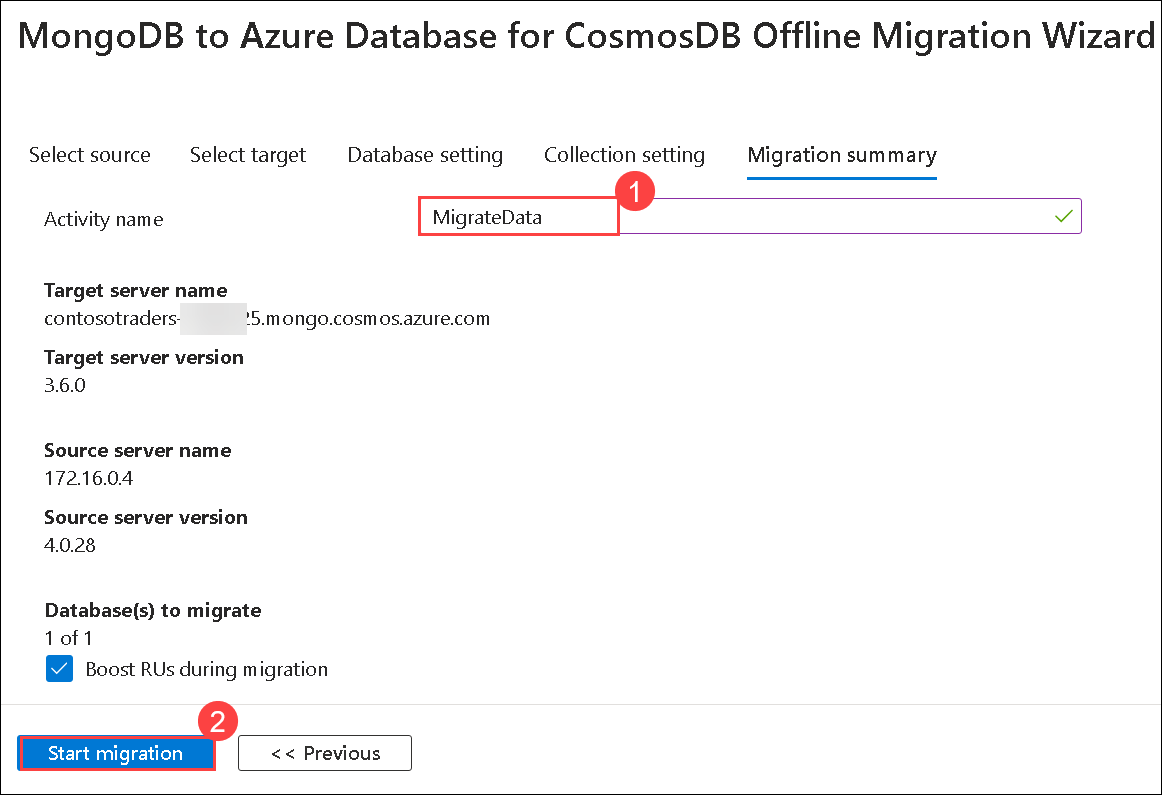 MongoDB to Azure Database for CosmosDB Offline Migration Wizard
Select source Select target Database setting Collection setting Migration summary
1
Activity name MigrateData
Target server name
contosotraders- 25.mongo.cosmos.azure.com
Target server version
3.6.0
Source server name
172.16.0.4
Source server version
4.0.28
Database(s) to migrate
1 of 1
Boost RUs during migration
2
Start migration << Previous